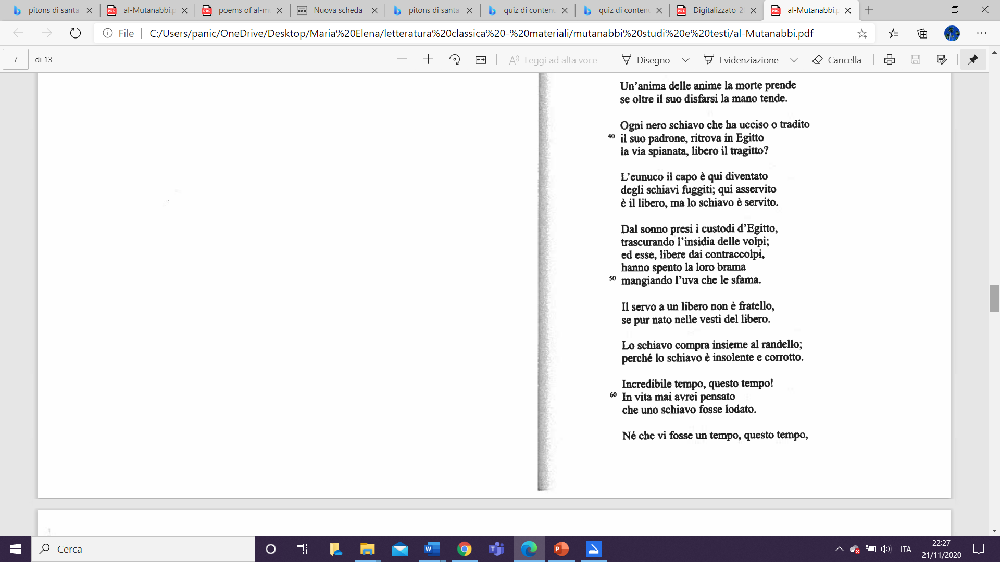 pitons di santa
al-Mutanabbi.p
poems of al-mu
Nuova scheda
pitons di santa
quiz di contenu
quiz di contenu
Digitalizzato_20
al-Mutanabbi.p
File
C:/Users/panic/OneDrive/Desktop/Maria%20Elena/letteratura%20classica%20-%20materiali/mutanabbi%20studi%20e%20testi/al-Mutanabbi.pdf
7 di 13
Leggi ad alta voce
Disegno
Evidenziazione
Cancella
Un'anima delle anime la morte prende
se oltre il suo disfarsi la mano tende.
Ogni nero schiavo che ha ucciso o tradito
40 il suo padrone, ritrova in Egitto
la via spianata, libero il tragitto?
L'eunuco il capo è qui diventato
degli schiavi fuggiti; qui asservito
è il libero, ma lo schiavo è servito.
Dal sonno presi i custodi d'Egitto,
trascurando l'insidia delle volpi;
ed esse, libere dai contraccolpi,
hanno spento la loro brama
50 mangiando l'uva che le sfama.
Il servo a un libero non è fratello,
se pur nato nelle vesti del libero.
Lo schiavo compra insieme al randello;
perché lo schiavo è insolente e corrotto.
Incredibile tempo, questo tempo!
60 In vita mai avrei pensato
che uno schiavo fosse lodato.
Né che vi fosse un tempo, questo tempo,
Cerca
ITA
22:27
21/11/2020